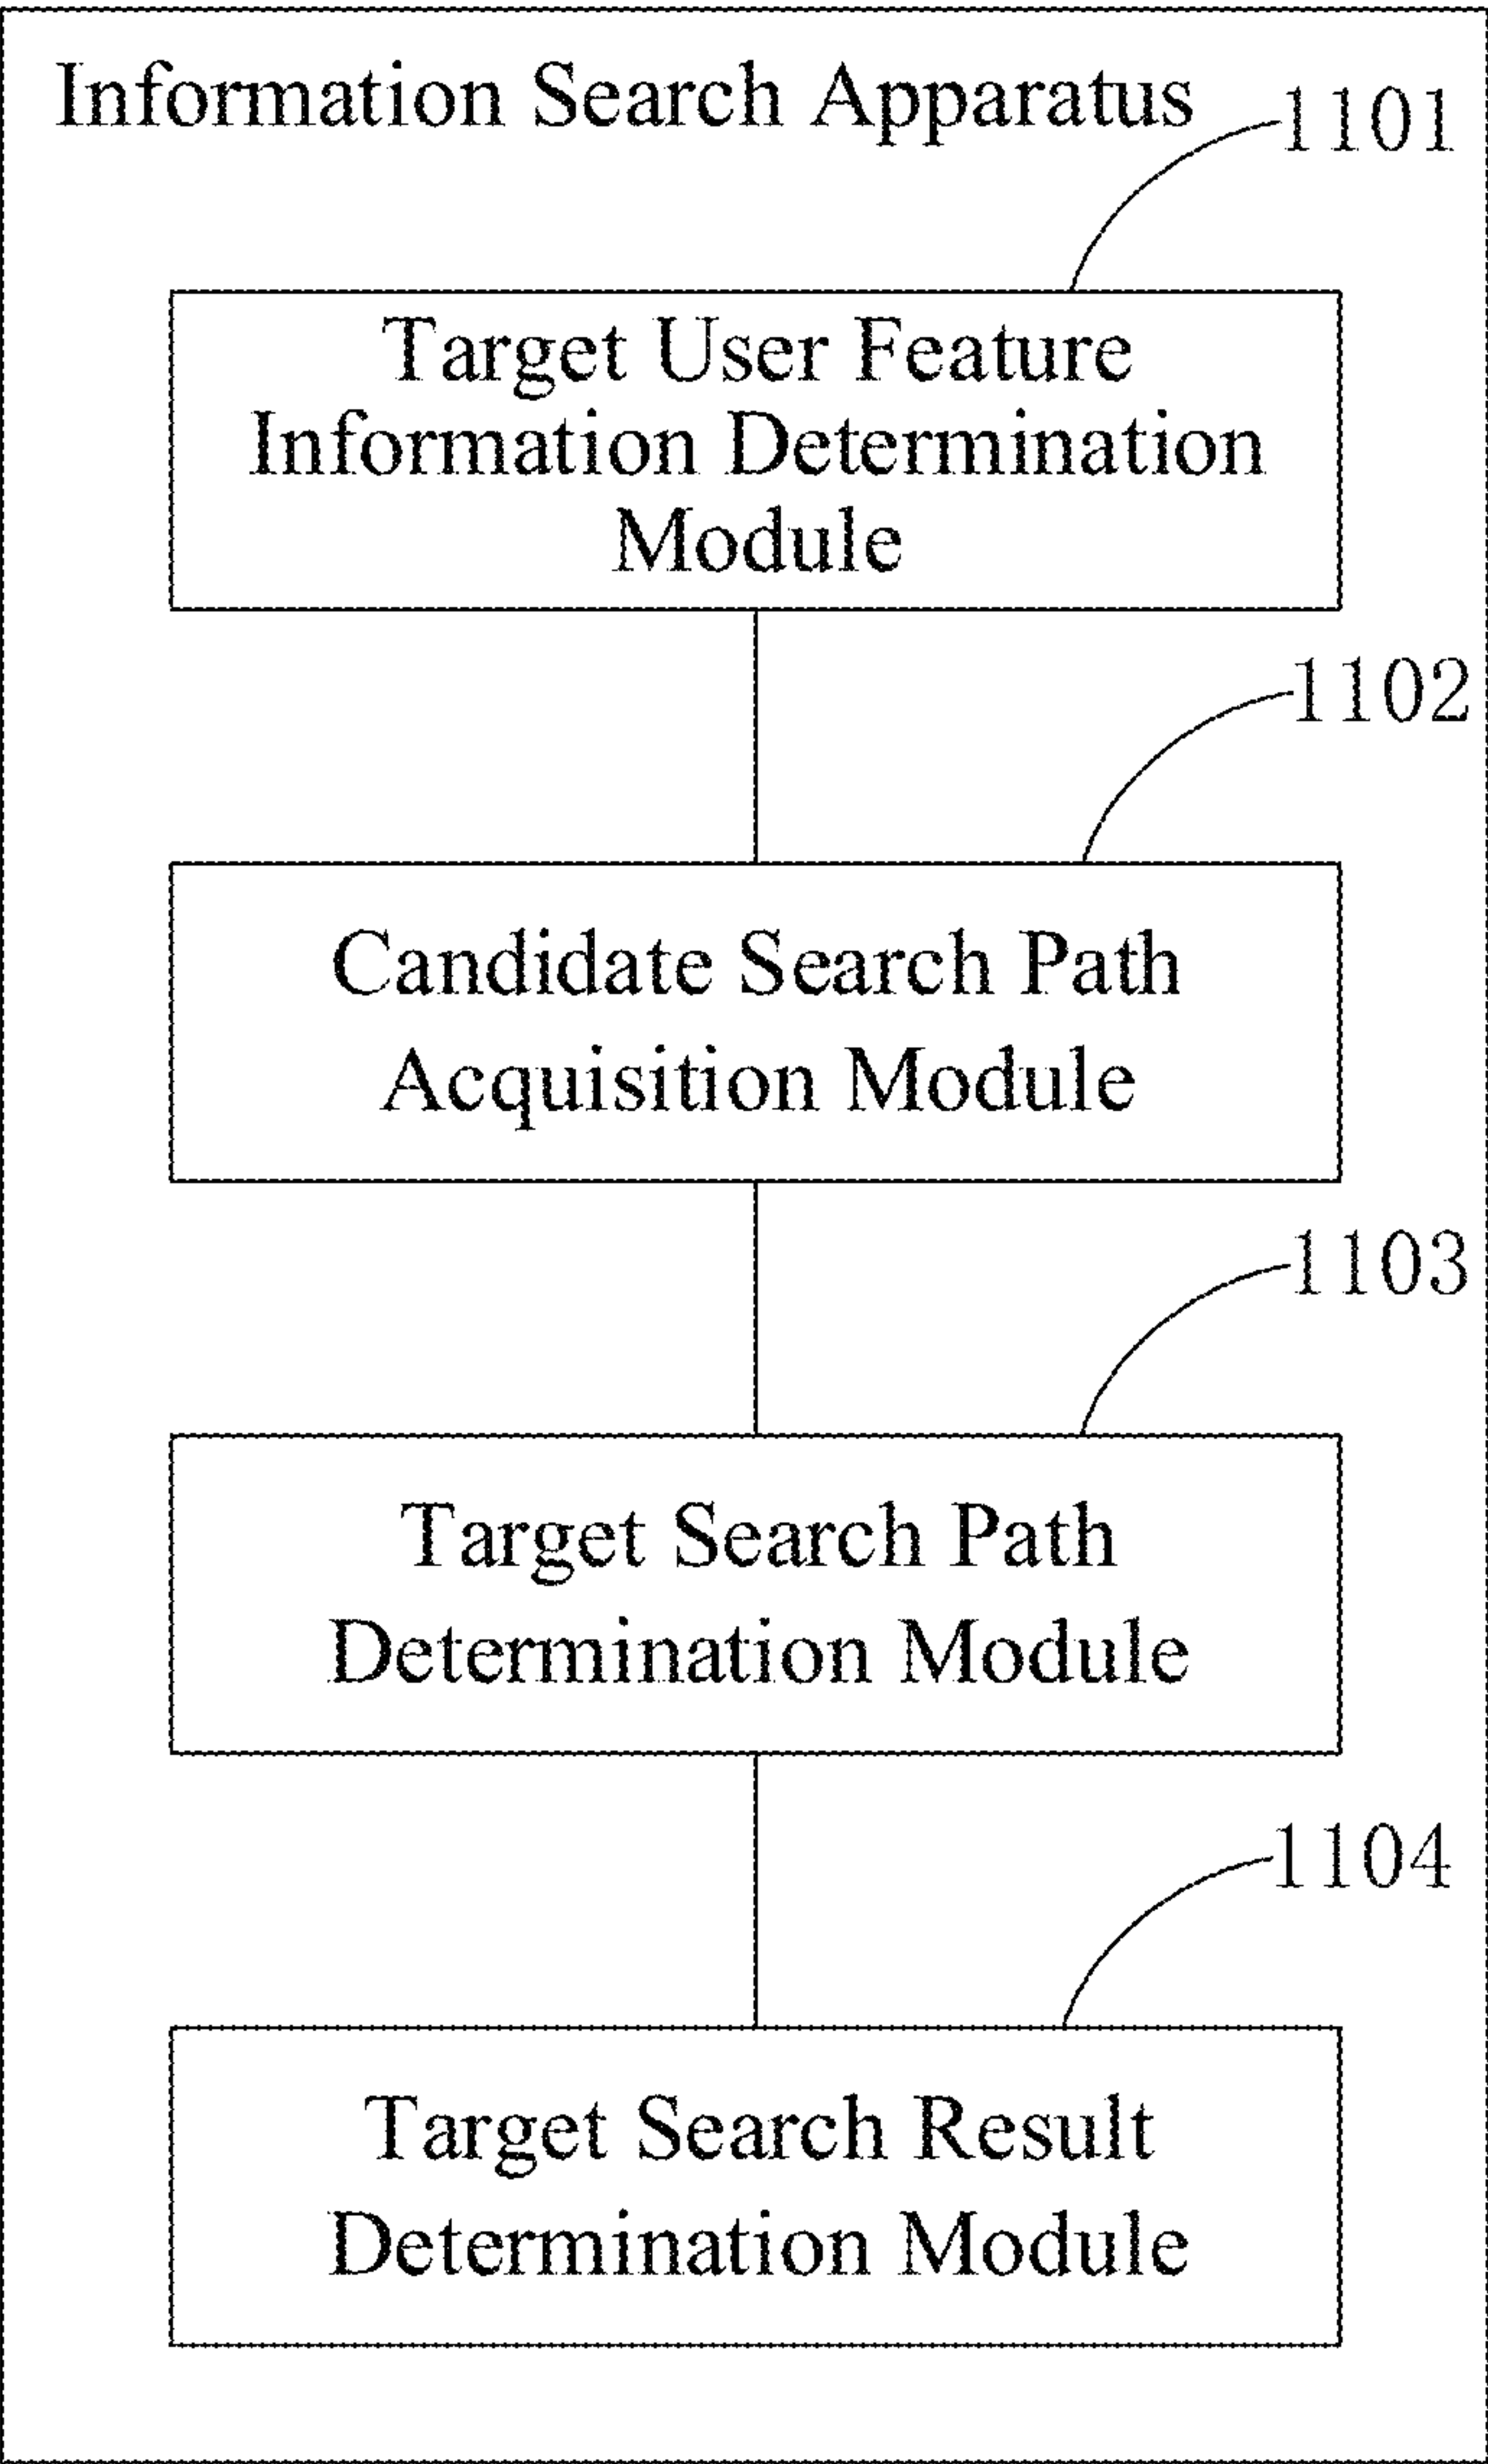 Information Search Apparatus
1101
Target User Feature
Information Determination
Module
1102
Candidate Search Path
Acquisition Module
1103
Target Search Path
Determination Module
1104
Target Search Result
Determination Module